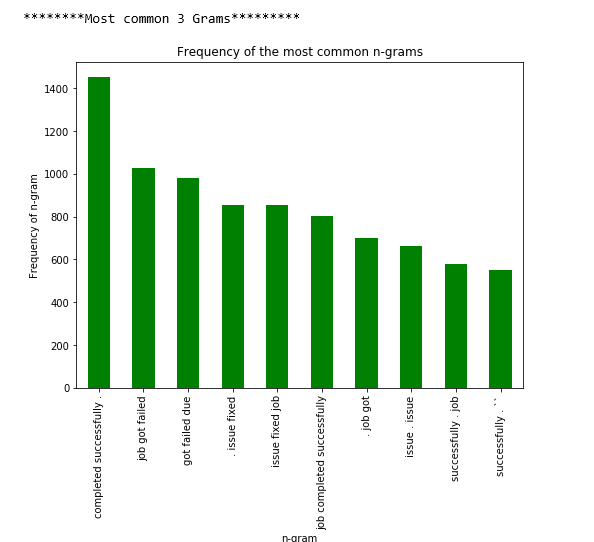 ********Most common 3 Grams*********
Frequency of the most common n-grams
Frequency of n-gram
1400
1200
1000
800
600
400
200
0
completed successfully .
job got failed
got failed due
. issue fixed
issue fixed job
job completed successfully
. job got
issue . issue
successfully . job
successfully . ``
n-gram